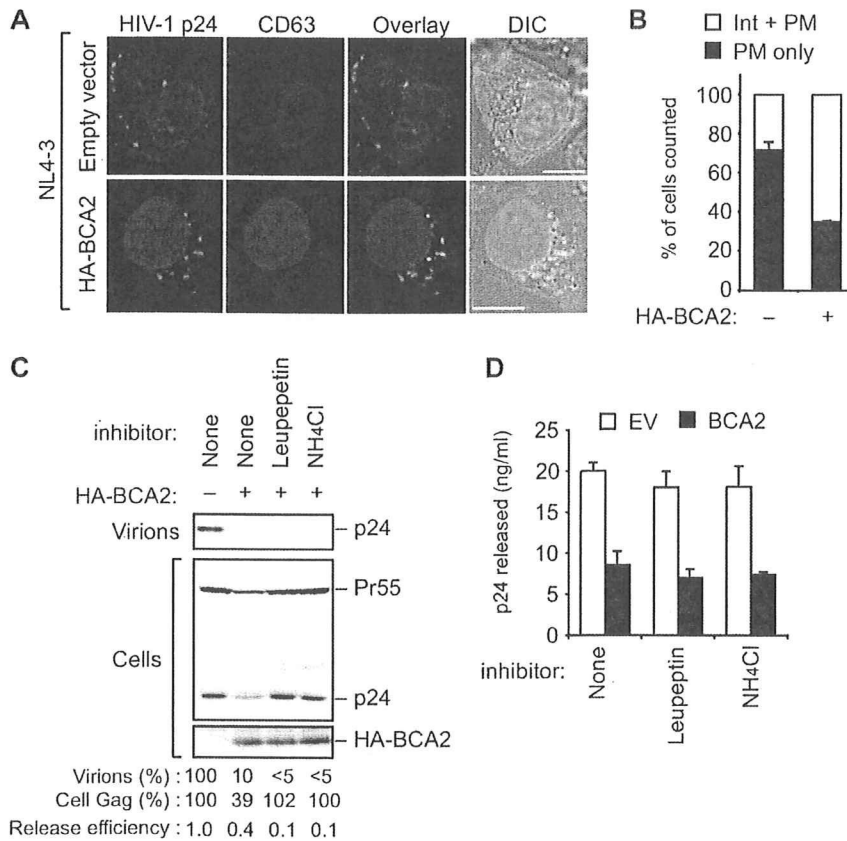 A
HIV-1 p24 CD63 Overlay DIC
NL4-3
Empty vector
HA-BCA2
B
Int + PM
PM only
% of cells counted
100
80
60
40
20
0
HA-BCA2: – +
C
inhibitor: None None Leupepetin NH4Cl
HA-BCA2: – + + +
Virions – p24
Cells
– Pr55
– p24
– HA-BCA2
Virions (%) : 100 10 <5 <5
Cell Gag (%) : 100 39 102 100
Release efficiency : 1.0 0.4 0.1 0.1
D
EV BCA2
p24 released (ng/ml)
25
20
15
10
5
0
inhibitor: None Leupeptin NH4Cl